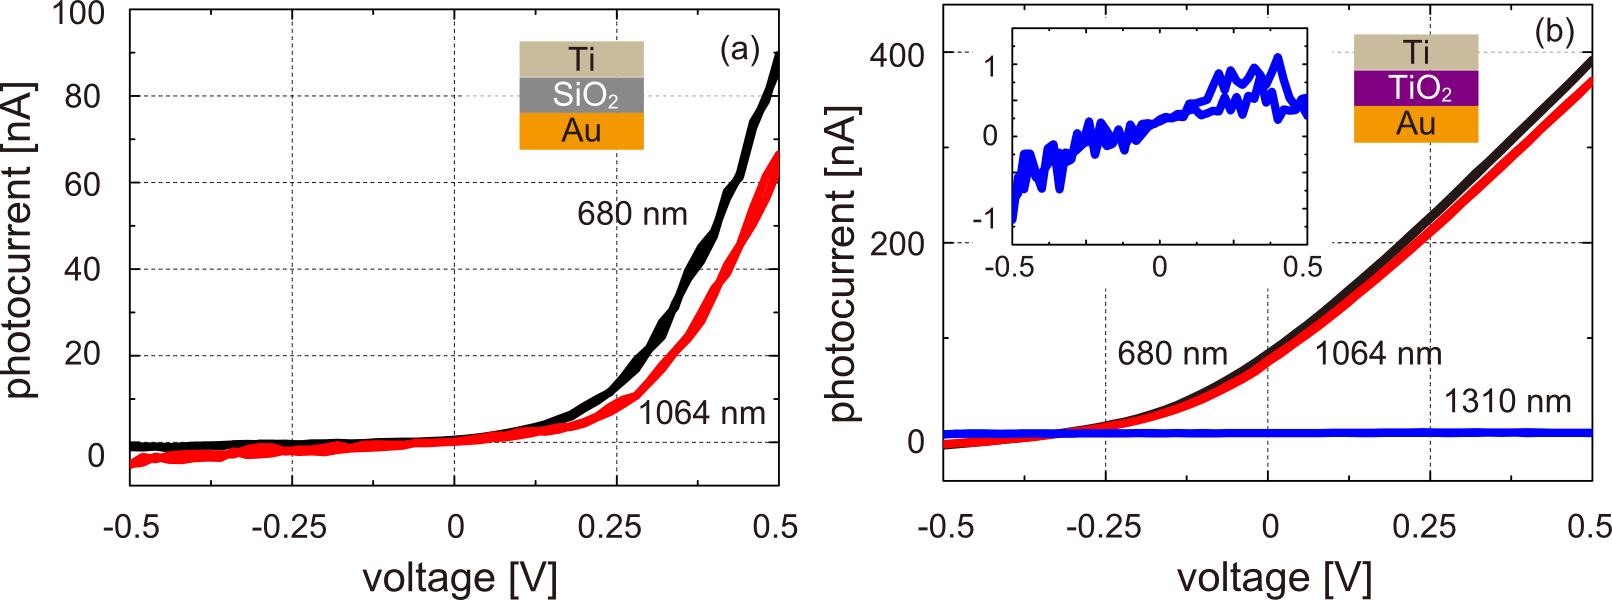 (a)
Ti
SiO₂
Au
100
80
60
40
20
0
photocurrent [nA]
680 nm
1064 nm
-0.5
-0.25
0
0.25
0.5
voltage [V]
(b)
Ti
TiO₂
Au
400
200
0
photocurrent [nA]
1
0
-1
-0.5
0
0.5
680 nm
1064 nm
1310 nm
-0.5
-0.25
0
0.25
0.5
voltage [V]